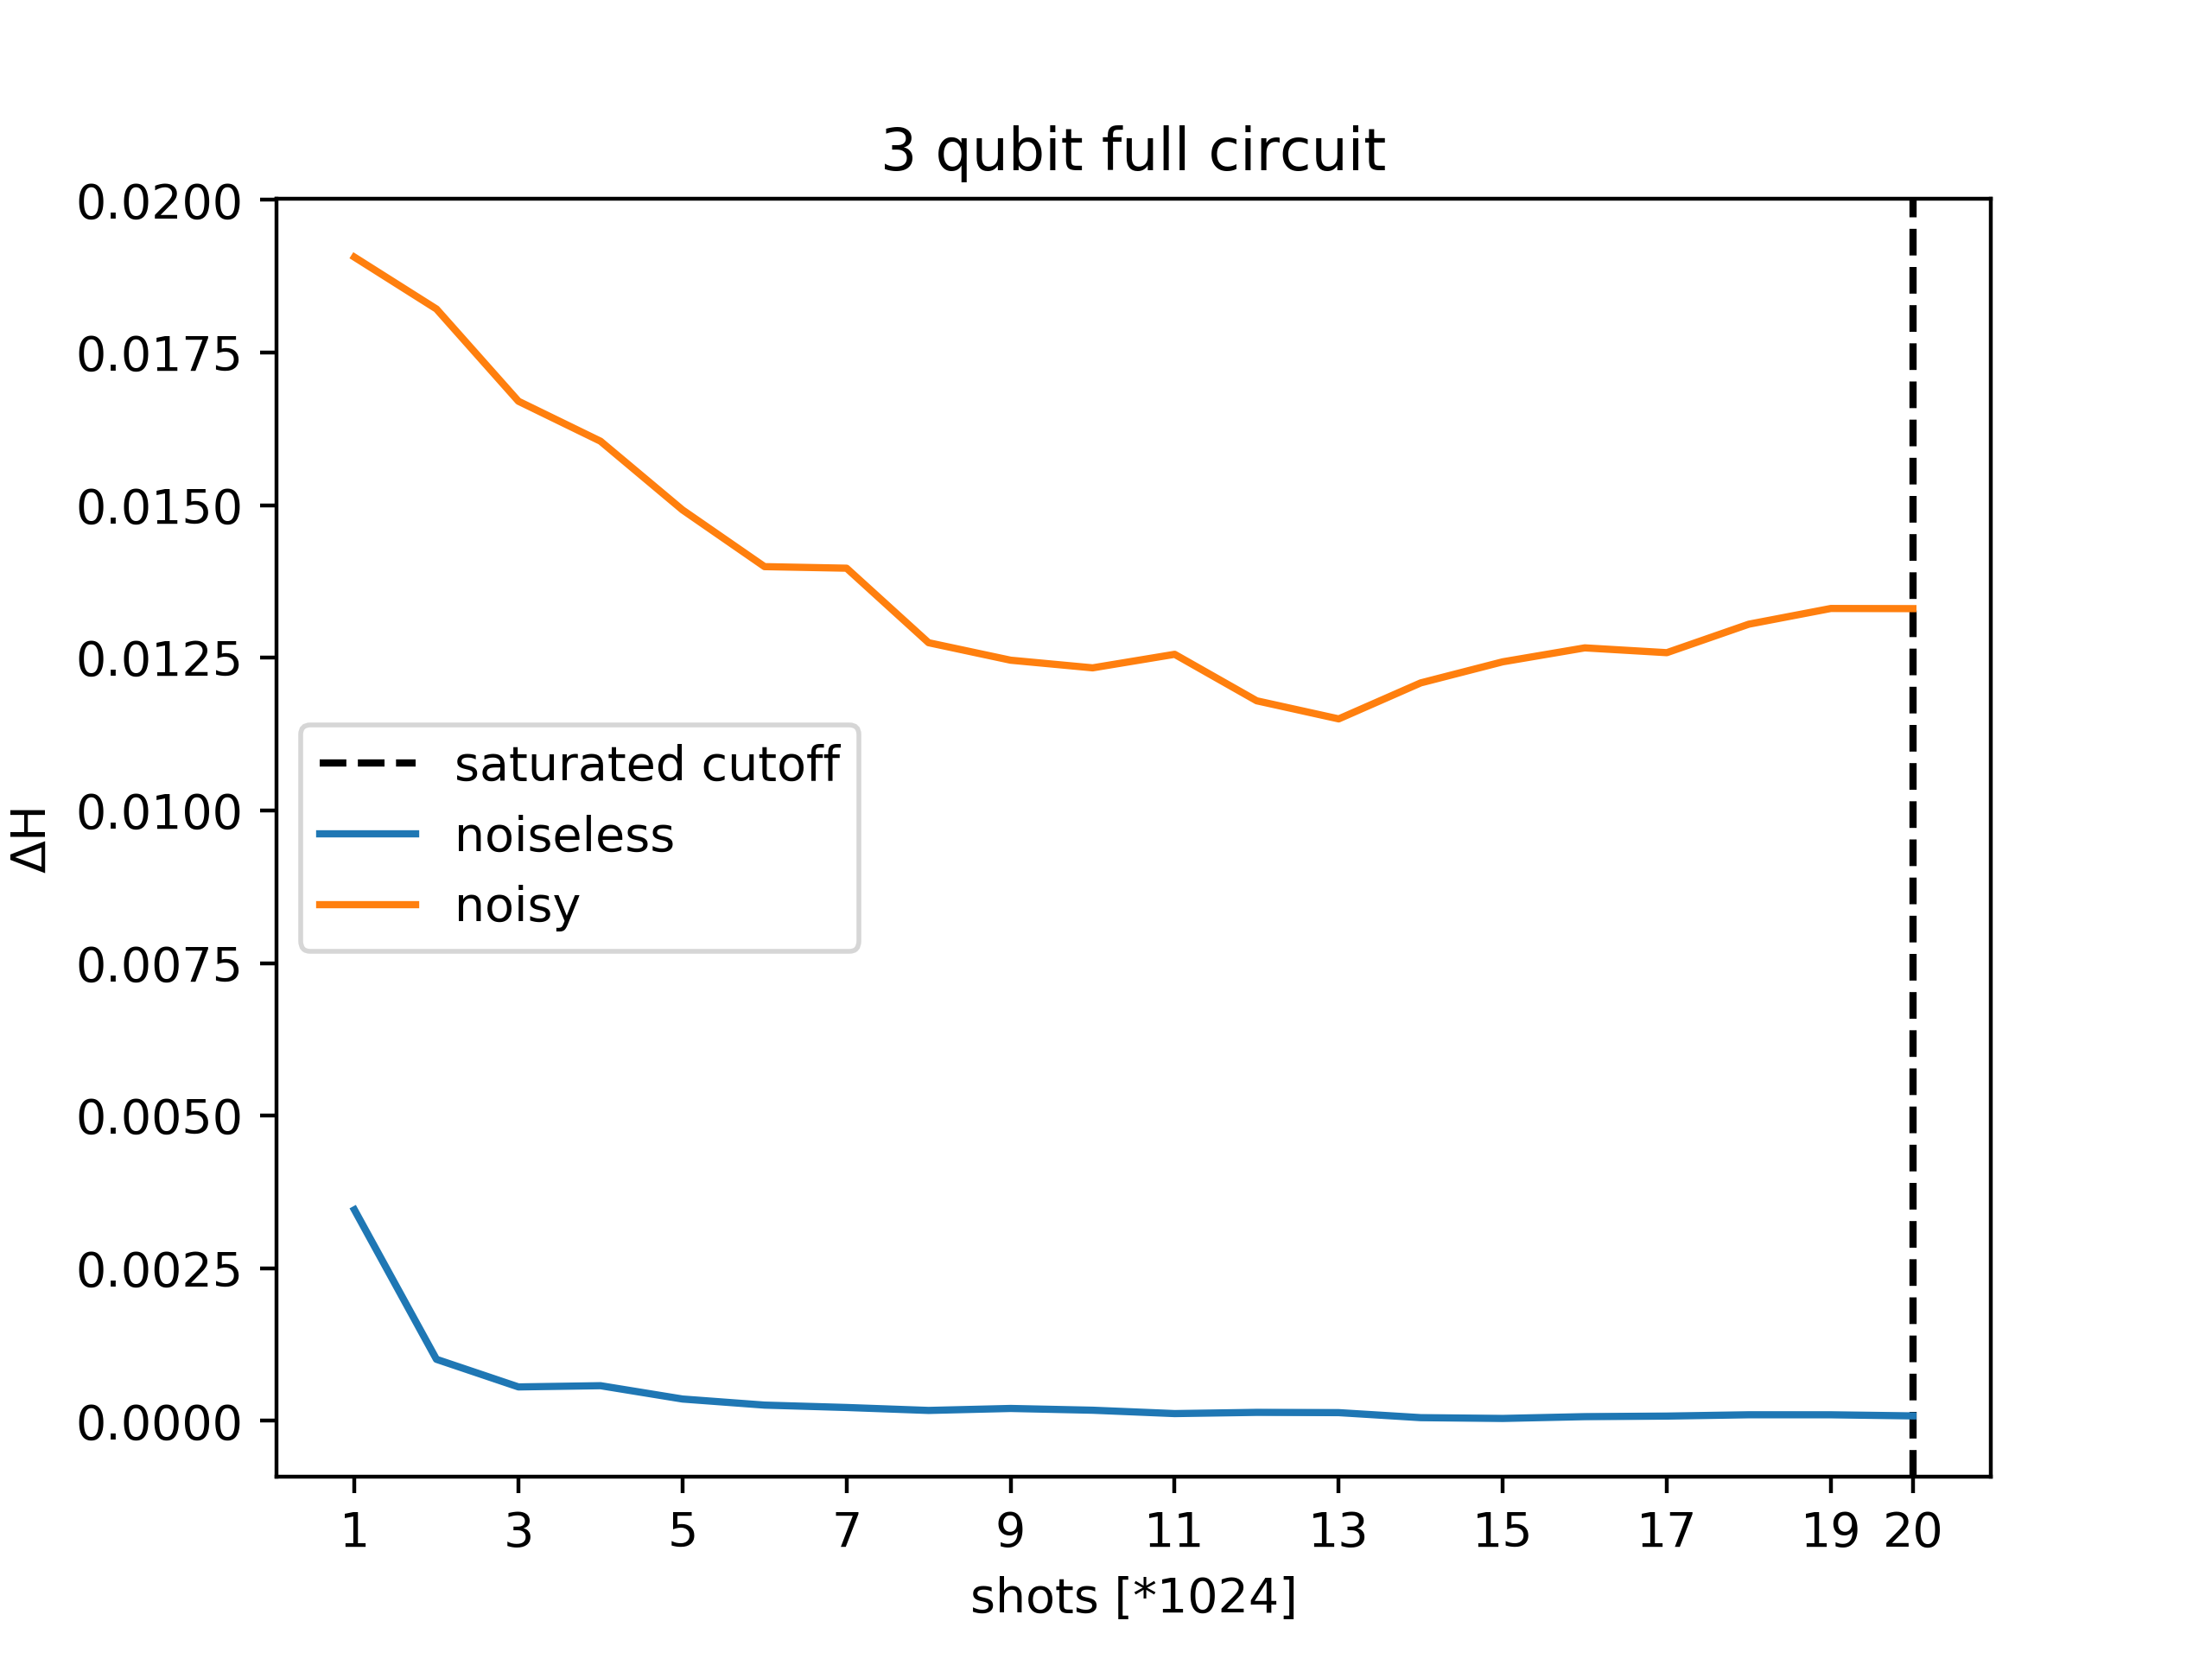 3 qubit full circuit
0.0200
0.0175
0.0150
0.0125
0.0100
0.0075
0.0050
0.0025
0.0000
ΔH
saturated cutoff
noiseless
noisy
1 3 5 7 9 11 13 15 17 19 20
shots [*1024]